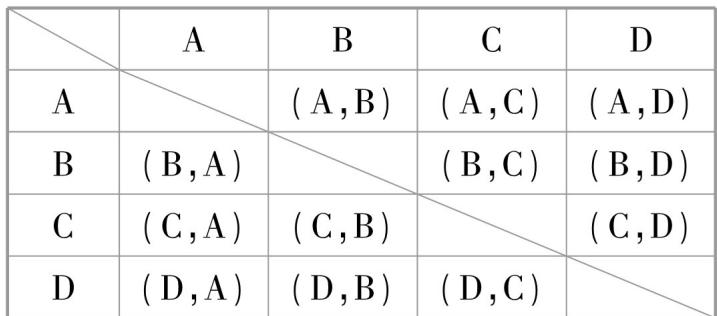 A B C D
A (A,B) (A,C) (A,D)
B (B,A) (B,C) (B,D)
C (C,A) (C,B) (C,D)
D (D,A) (D,B) (D,C)